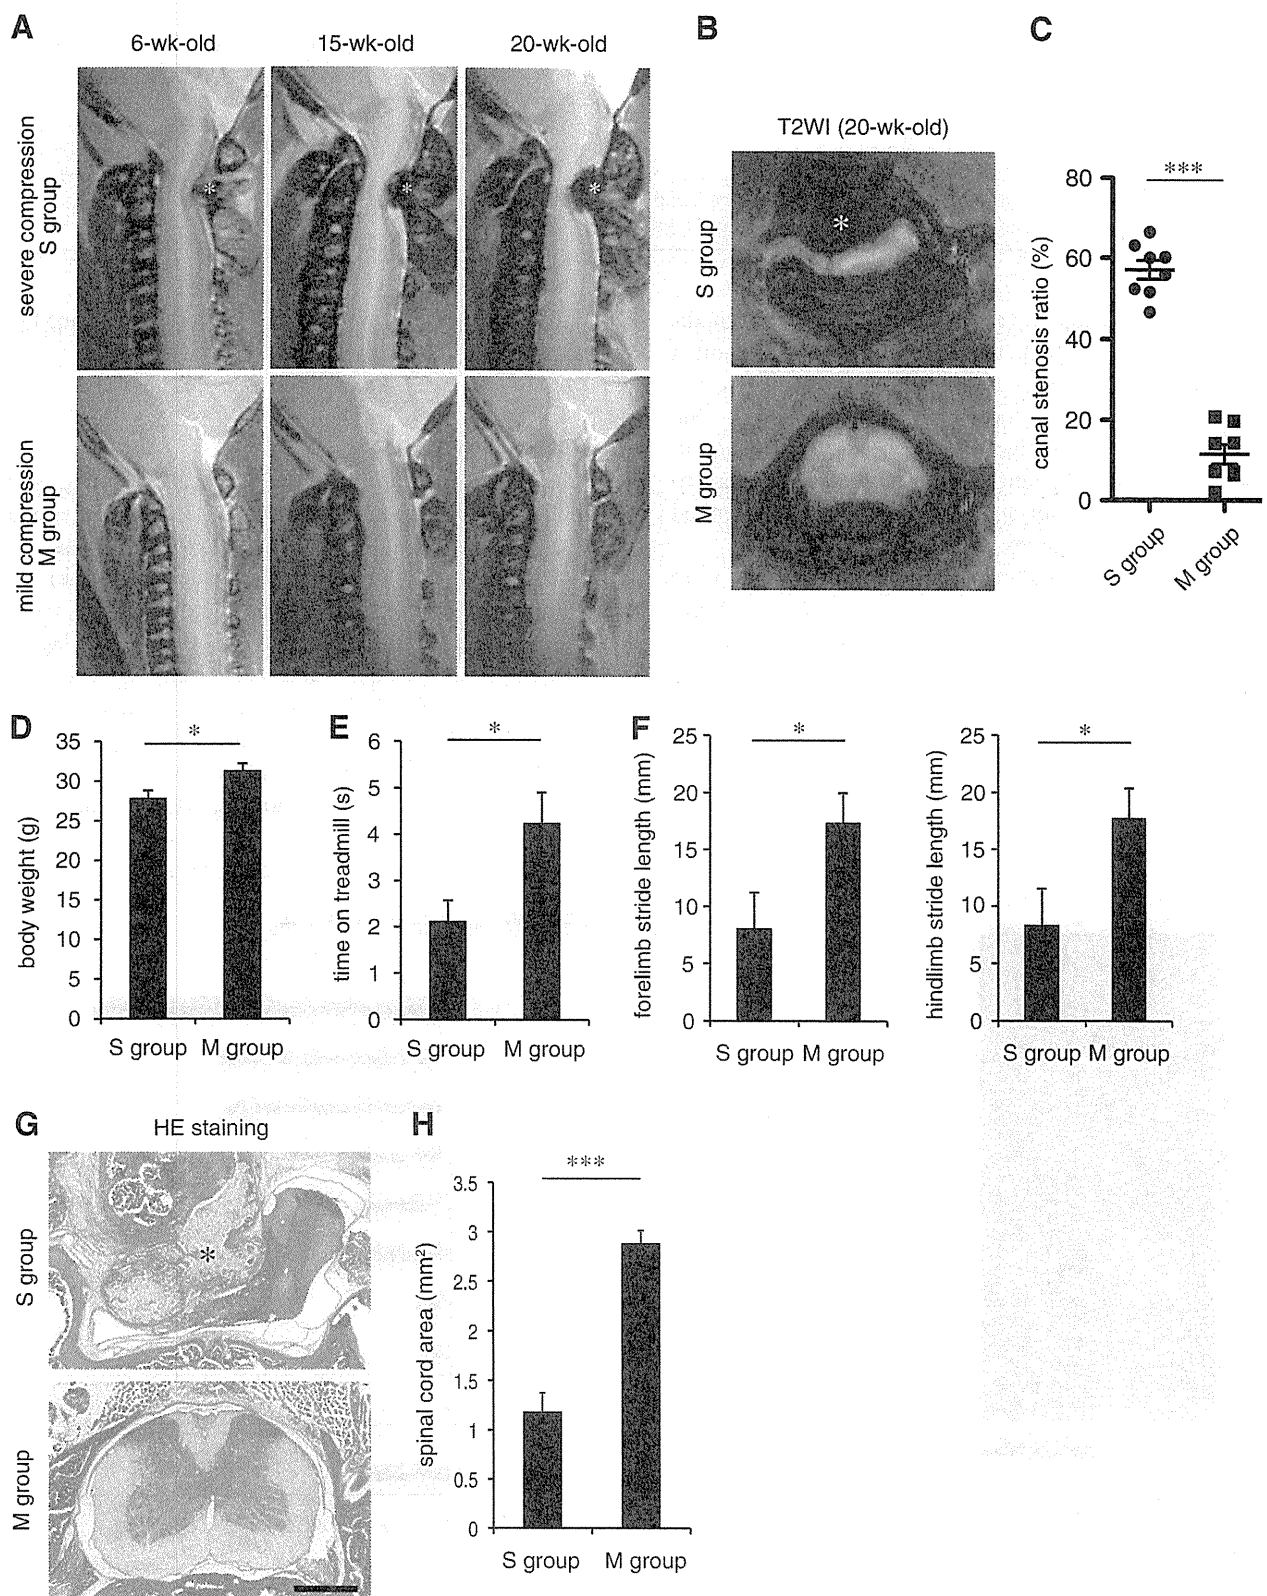 A
6-wk-old
15-wk-old
20-wk-old
severe compression
S group
*
*
*
mild compression
M group
B
T2WI (20-wk-old)
S group
*
M group
C
canal stenosis ratio (%)
80
60
40
20
0
***
S group
M group
D
body weight (g)
35
30
25
20
15
10
5
0
*
S group
M group
E
time on treadmill (s)
6
5
4
3
2
1
0
*
S group
M group
F
forelimb stride length (mm)
25
20
15
10
5
0
*
S group
M group
hindlimb stride length (mm)
25
20
15
10
5
0
*
S group
M group
G
HE staining
S group
*
M group
H
spinal cord area (mm²)
3.5
3
2.5
2
1.5
1
0.5
0
***
S group
M group